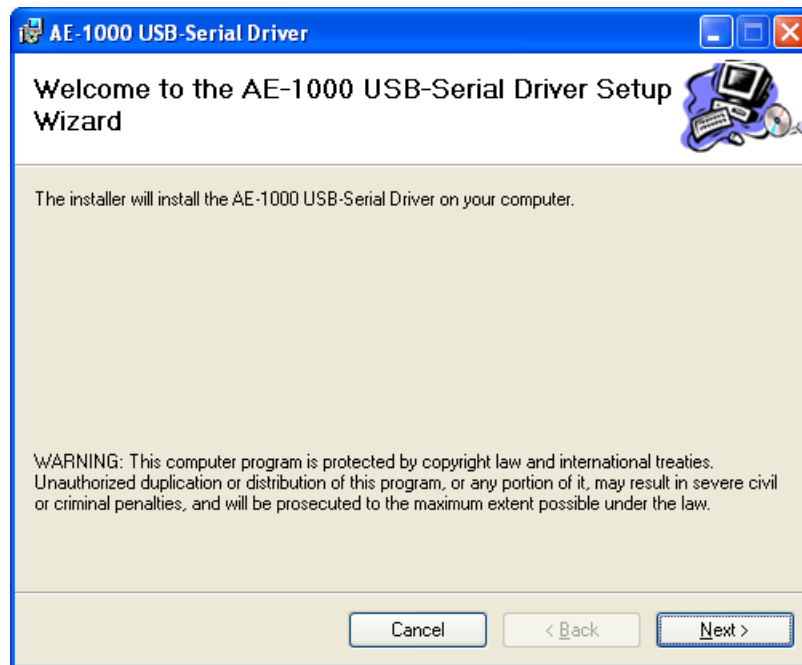 AE-1000 USB-Serial Driver
Welcome to the AE-1000 USB-Serial Driver Setup
Wizard
The installer will install the AE-1000 USB-Serial Driver on your computer.
WARNING: This computer program is protected by copyright law and international treaties.
Unauthorized duplication or distribution of this program, or any portion of it, may result in severe civil
or criminal penalties, and will be prosecuted to the maximum extent possible under the law.
Cancel < Back Next >